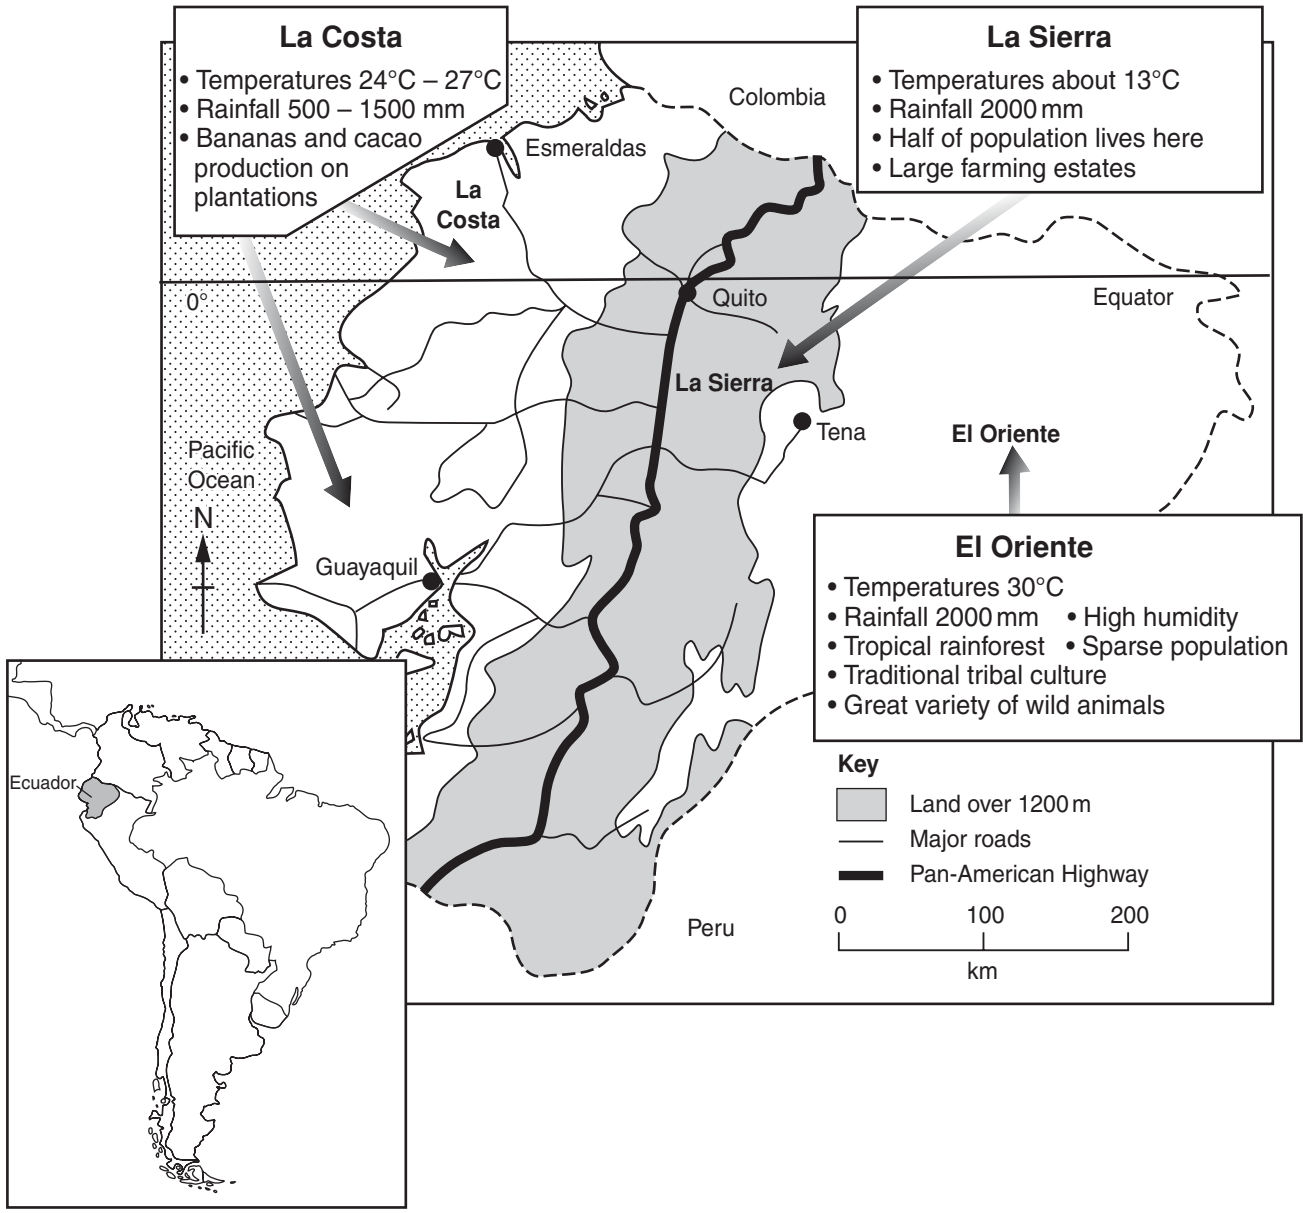 La Costa
• Temperatures 24°C – 27°C
• Rainfall 500 – 1500 mm
• Bananas and cacao
production on
plantations
La Sierra
• Temperatures about 13°C
• Rainfall 2000 mm
• Half of population lives here
• Large farming estates
Colombia
Esmeraldas
La
Costa
0°
Quito
Equator
La Sierra
Tena
El Oriente
Pacific
Ocean
N
Guayaquil
El Oriente
• Temperatures 30°C
• Rainfall 2000 mm • High humidity
• Tropical rainforest • Sparse population
• Traditional tribal culture
• Great variety of wild animals
Ecuador
Key
Land over 1200 m
Major roads
Pan-American Highway
0 100 200
km
Peru